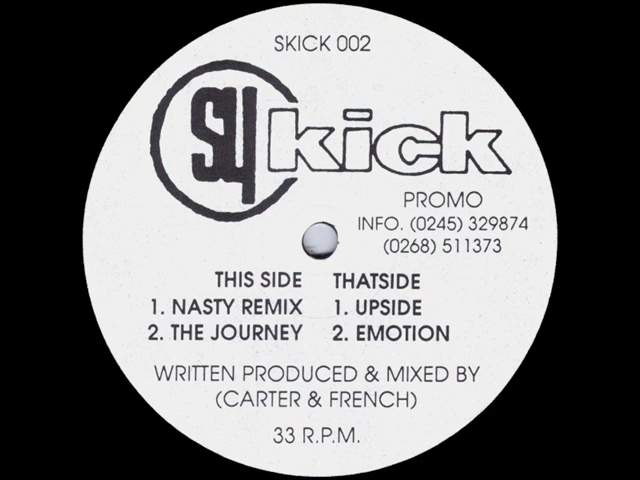 SKICK 002
SY kick
PROMO
INFO. (0245) 329874
(0268) 511373
THIS SIDE THATSIDE
1. NASTY REMIX 1. UPSIDE
2. THE JOURNEY 2. EMOTION
WRITTEN PRODUCED & MIXED BY
(CARTER & FRENCH)
33 R.P.M.